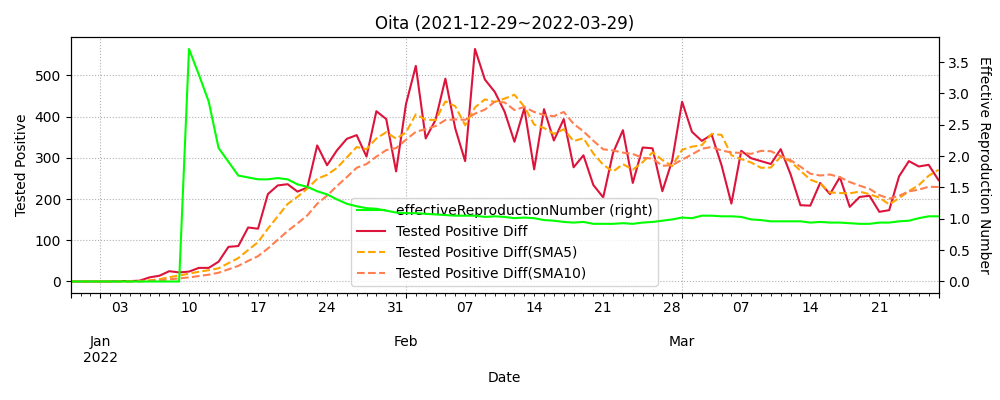 Oita (2021-12-29~2022-03-29)
Tested Positive
500
400
300
200
100
0
3.5
3.0
2.5
2.0
1.5
1.0
0.5
0.0
Effective Reproduction Number
effectiveReproductionNumber (right)
Tested Positive Diff
Tested Positive Diff(SMA5)
Tested Positive Diff(SMA10)
03 10 17 24 31 07 14 21 28 07 14 21
Jan Feb Mar
2022
Date